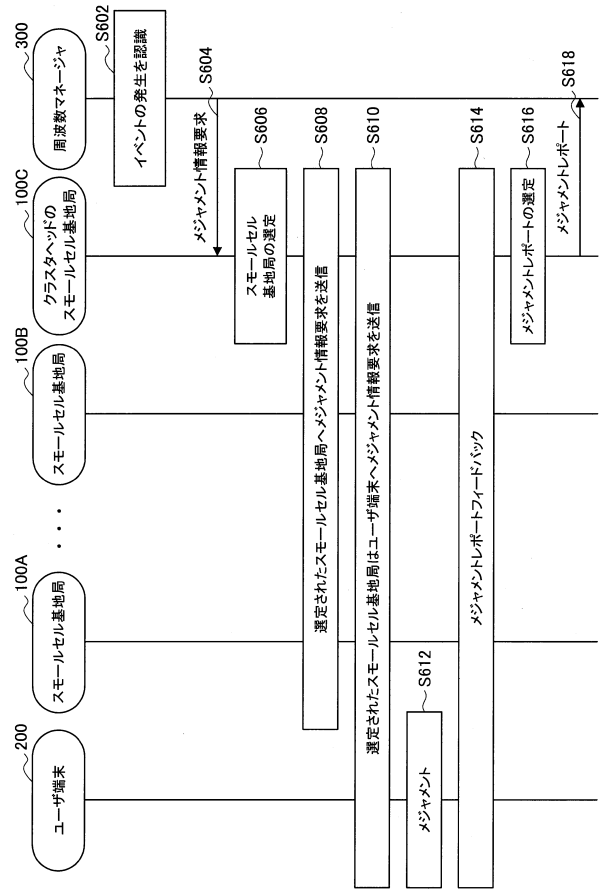 200
ユーザ端末
100A
スモールセル基地局
・・・
100B
スモールセル基地局
100C
クラスタヘッドの
スモールセル基地局
300
周波数マネージャ
イベントの発生を認識
S602
メジャメント情報要求
S604
スモールセル
基地局の選定
S606
選定されたスモールセル基地局へメジャメント情報要求を送信
S608
選定されたスモールセル基地局はユーザ端末へメジャメント情報要求を送信
S610
メジャメント
S612
メジャメントレポートフィードバック
S614
メジャメントレポートの選定
S616
メジャメントレポート
S618